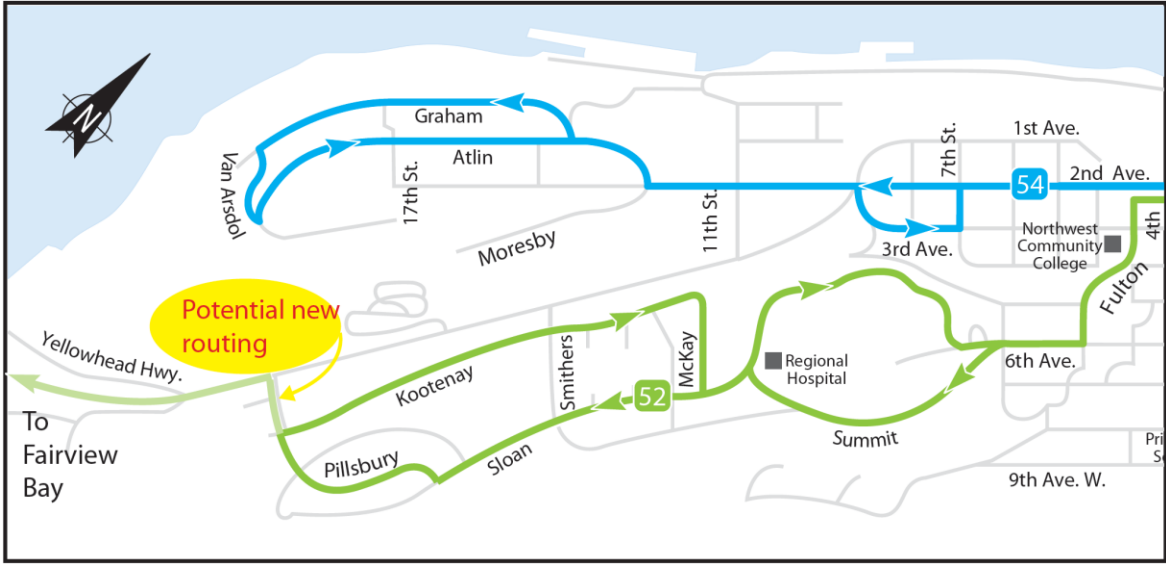 N
Graham
Atlin
Van Arsdol
17th St.
Moresby
11th St.
7th St.
1st Ave.
2nd Ave.
54
3rd Ave.
Northwest
Community
College
4th
Fulton
6th Ave.
Potential new
routing
Yellowhead Hwy.
To
Fairview
Bay
Kootenay
Smithers
McKay
52
Regional
Hospital
Pillsbury
Sloan
Summit
9th Ave. W.
Pri
S